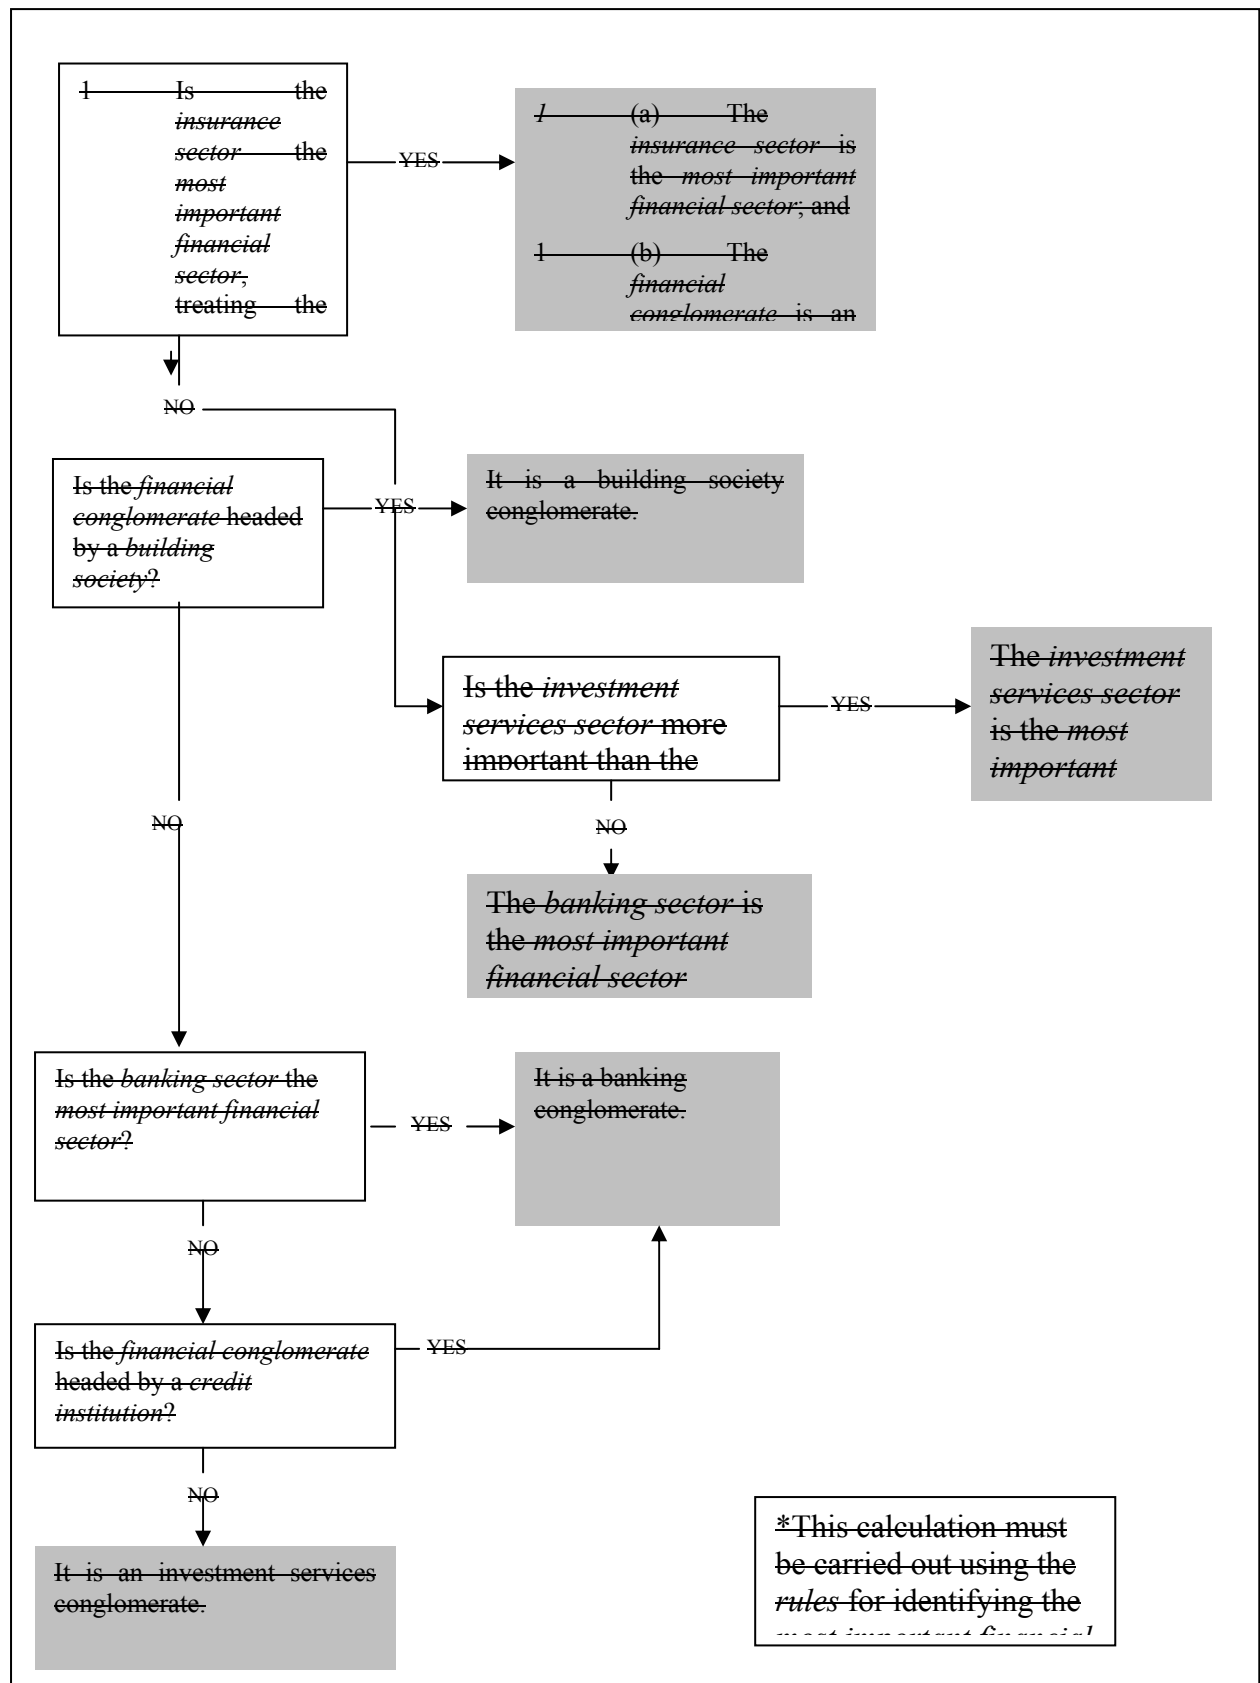 1 Is the
insurance
sector the
most
important
financial
sector,
treating the
YES
1 (a) The
insurance sector is
the most important
financial sector; and
1 (b) The
financial
conglomerate is an
NO
Is the financial
conglomerate headed
by a building
society?
YES
It is a building society
conglomerate.
Is the investment
services sector more
important than the
YES
The investment
services sector
is the most
important
NO
NO
The banking sector is
the most important
financial sector
Is the banking sector the
most important financial
sector?
YES
It is a banking
conglomerate.
NO
Is the financial conglomerate
headed by a credit
institution?
YES
NO
It is an investment services
conglomerate.
*This calculation must
be carried out using the
rules for identifying the
most important financial